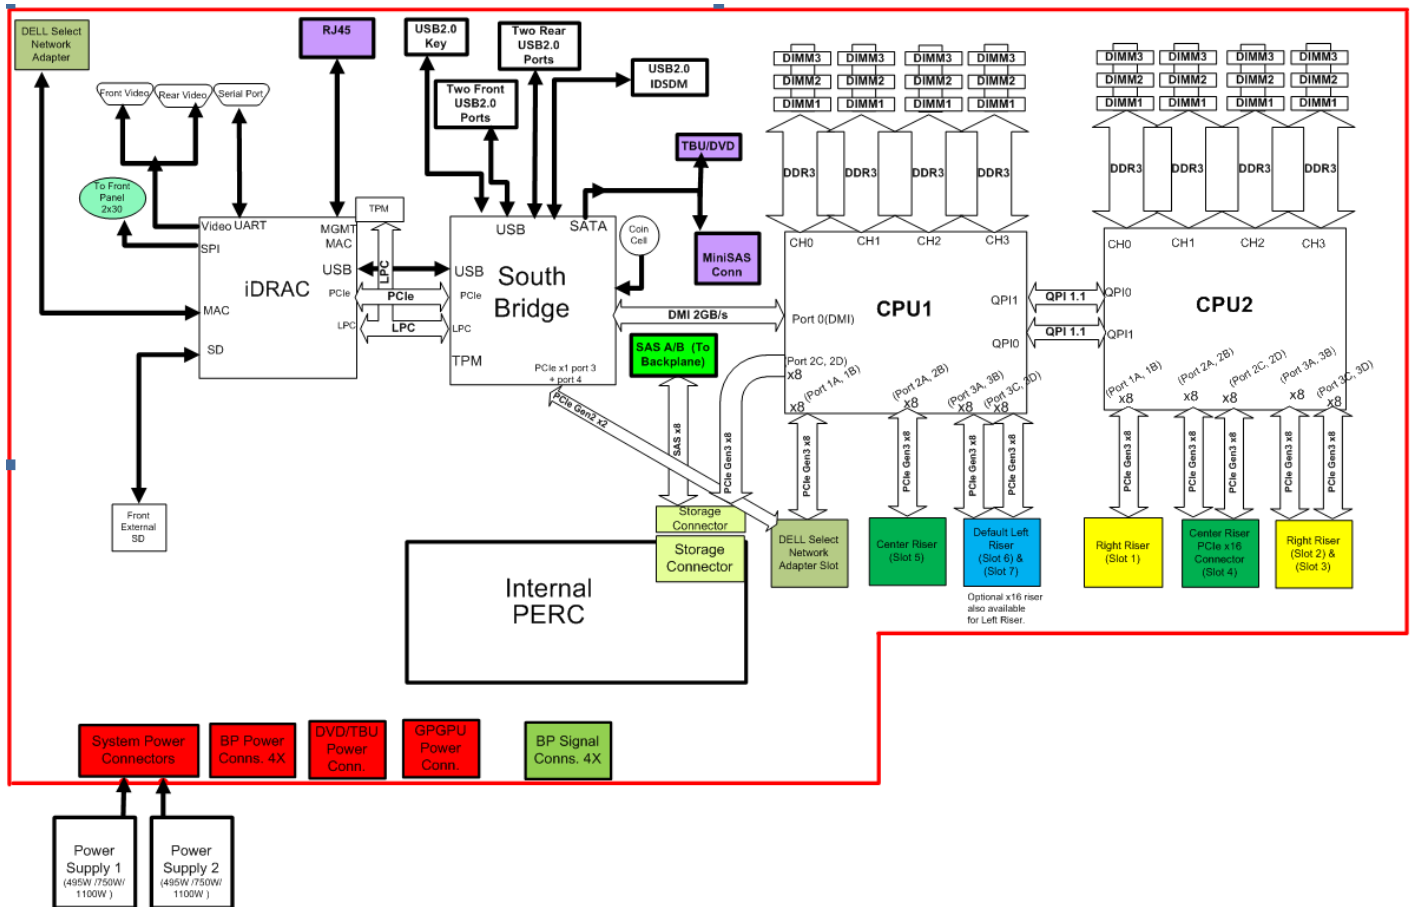 DELL Select
Network
Adapter
RJ45
USB2.0
Key
Two Rear
USB2.0
Ports
USB2.0
IDSDM
Two Front
USB2.0
Ports
Front Video
Rear Video
Serial Port
TBU/DVD
MiniSAS
Conn
Coin
Cell
To Front
Panel
2x30
TPM
Video
UART
MGMT
MAC
SPI
USB
iDRAC
PCIe
MAC
LPC
SD
LPC
PCIe
LPC
USB
SATA
USB
South
Bridge
PCIe
LPC
TPM
PCIe x1 port 3
+ port 4
DMI 2GB/s
SAS A/B (To
Backplane)
SAS x8
PCIe Gen2 x2
PCIe Gen3 x8
DIMM3
DIMM3
DIMM3
DIMM3
DIMM2
DIMM2
DIMM2
DIMM2
DIMM1
DIMM1
DIMM1
DIMM1
DDR3
DDR3
DDR3
DDR3
CH0
CH1
CH2
CH3
CPU1
QPI1
QPI0
Port 0(DMI)
(Port 2C, 2D)
x8
(Port 1A, 1B)
x8
(Port 2A, 2B)
x8
(Port 3A, 3B)
x8
(Port 3C, 3D)
x8
QPI 1.1
QPI 1.1
DIMM3
DIMM3
DIMM3
DIMM3
DIMM2
DIMM2
DIMM2
DIMM2
DIMM1
DIMM1
DIMM1
DIMM1
DDR3
DDR3
DDR3
DDR3
CH0
CH1
CH2
CH3
QPI0
QPI1
CPU2
(Port 1A, 1B)
x8
(Port 2A, 2B)
x8
(Port 2C, 2D)
x8
(Port 3A, 3B)
x8
(Port 3C, 3D)
x8
PCIe Gen3 x8
PCIe Gen3 x8
PCIe Gen3 x8
PCIe Gen3 x8
PCIe Gen3 x8
PCIe Gen3 x8
PCIe Gen3 x8
PCIe Gen3 x8
PCIe Gen3 x8
Front
External
SD
Storage
Connector
Storage
Connector
Internal
PERC
DELL Select
Network
Adapter Slot
Center Riser
(Slot 5)
Default Left
Riser
(Slot 6) &
(Slot 7)
Optional x16 riser
also available
for Left Riser.
Right Riser
(Slot 1)
Center Riser
PCIe x16
Connector
(Slot 4)
Right Riser
(Slot 2) &
(Slot 3)
System Power
Connectors
BP Power
Conns. 4X
DVD/TBU
Power
Conn.
GPGPU
Power
Conn.
BP Signal
Conns. 4X
Power
Supply 1
(495W /750W/
1100W )
Power
Supply 2
(495W /750W/
1100W )